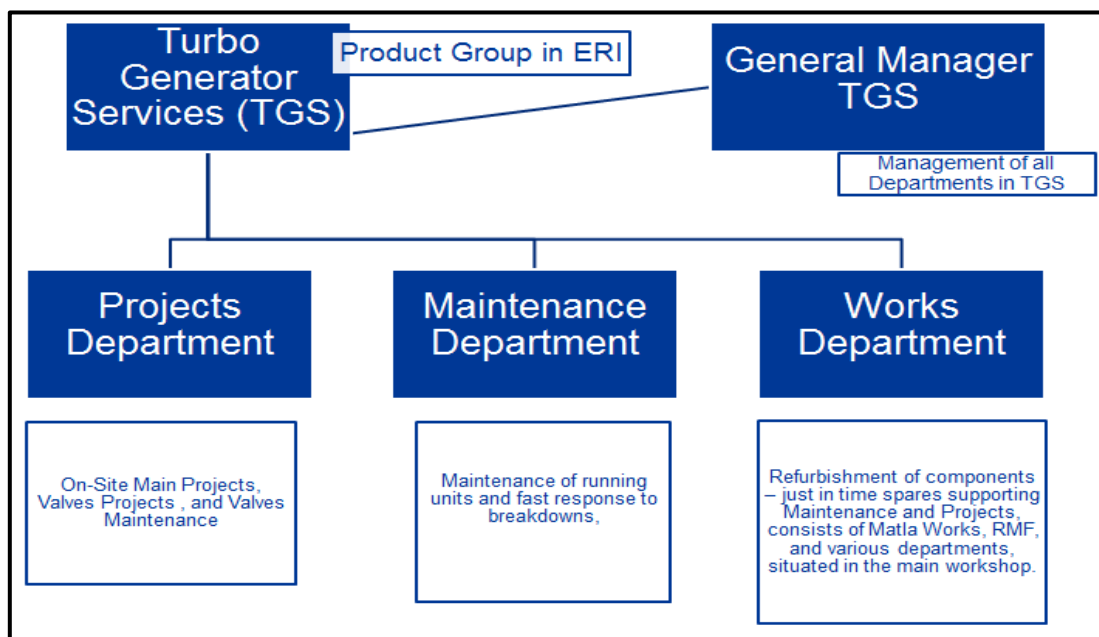 Turbo
Generator
Services (TGS)
Product Group in ERI
General Manager
TGS
Management of all
Departments in TGS
Projects
Department
Maintenance
Department
Works
Department
On-Site Main Projects,
Valves Projects , and Valves
Maintenance
Maintenance of running
units and fast response to
breakdowns,
Refurbishment of components
– just in time spares supporting
Maintenance and Projects,
consists of Matla Works, RMF,
and various departments,
situated in the main workshop.